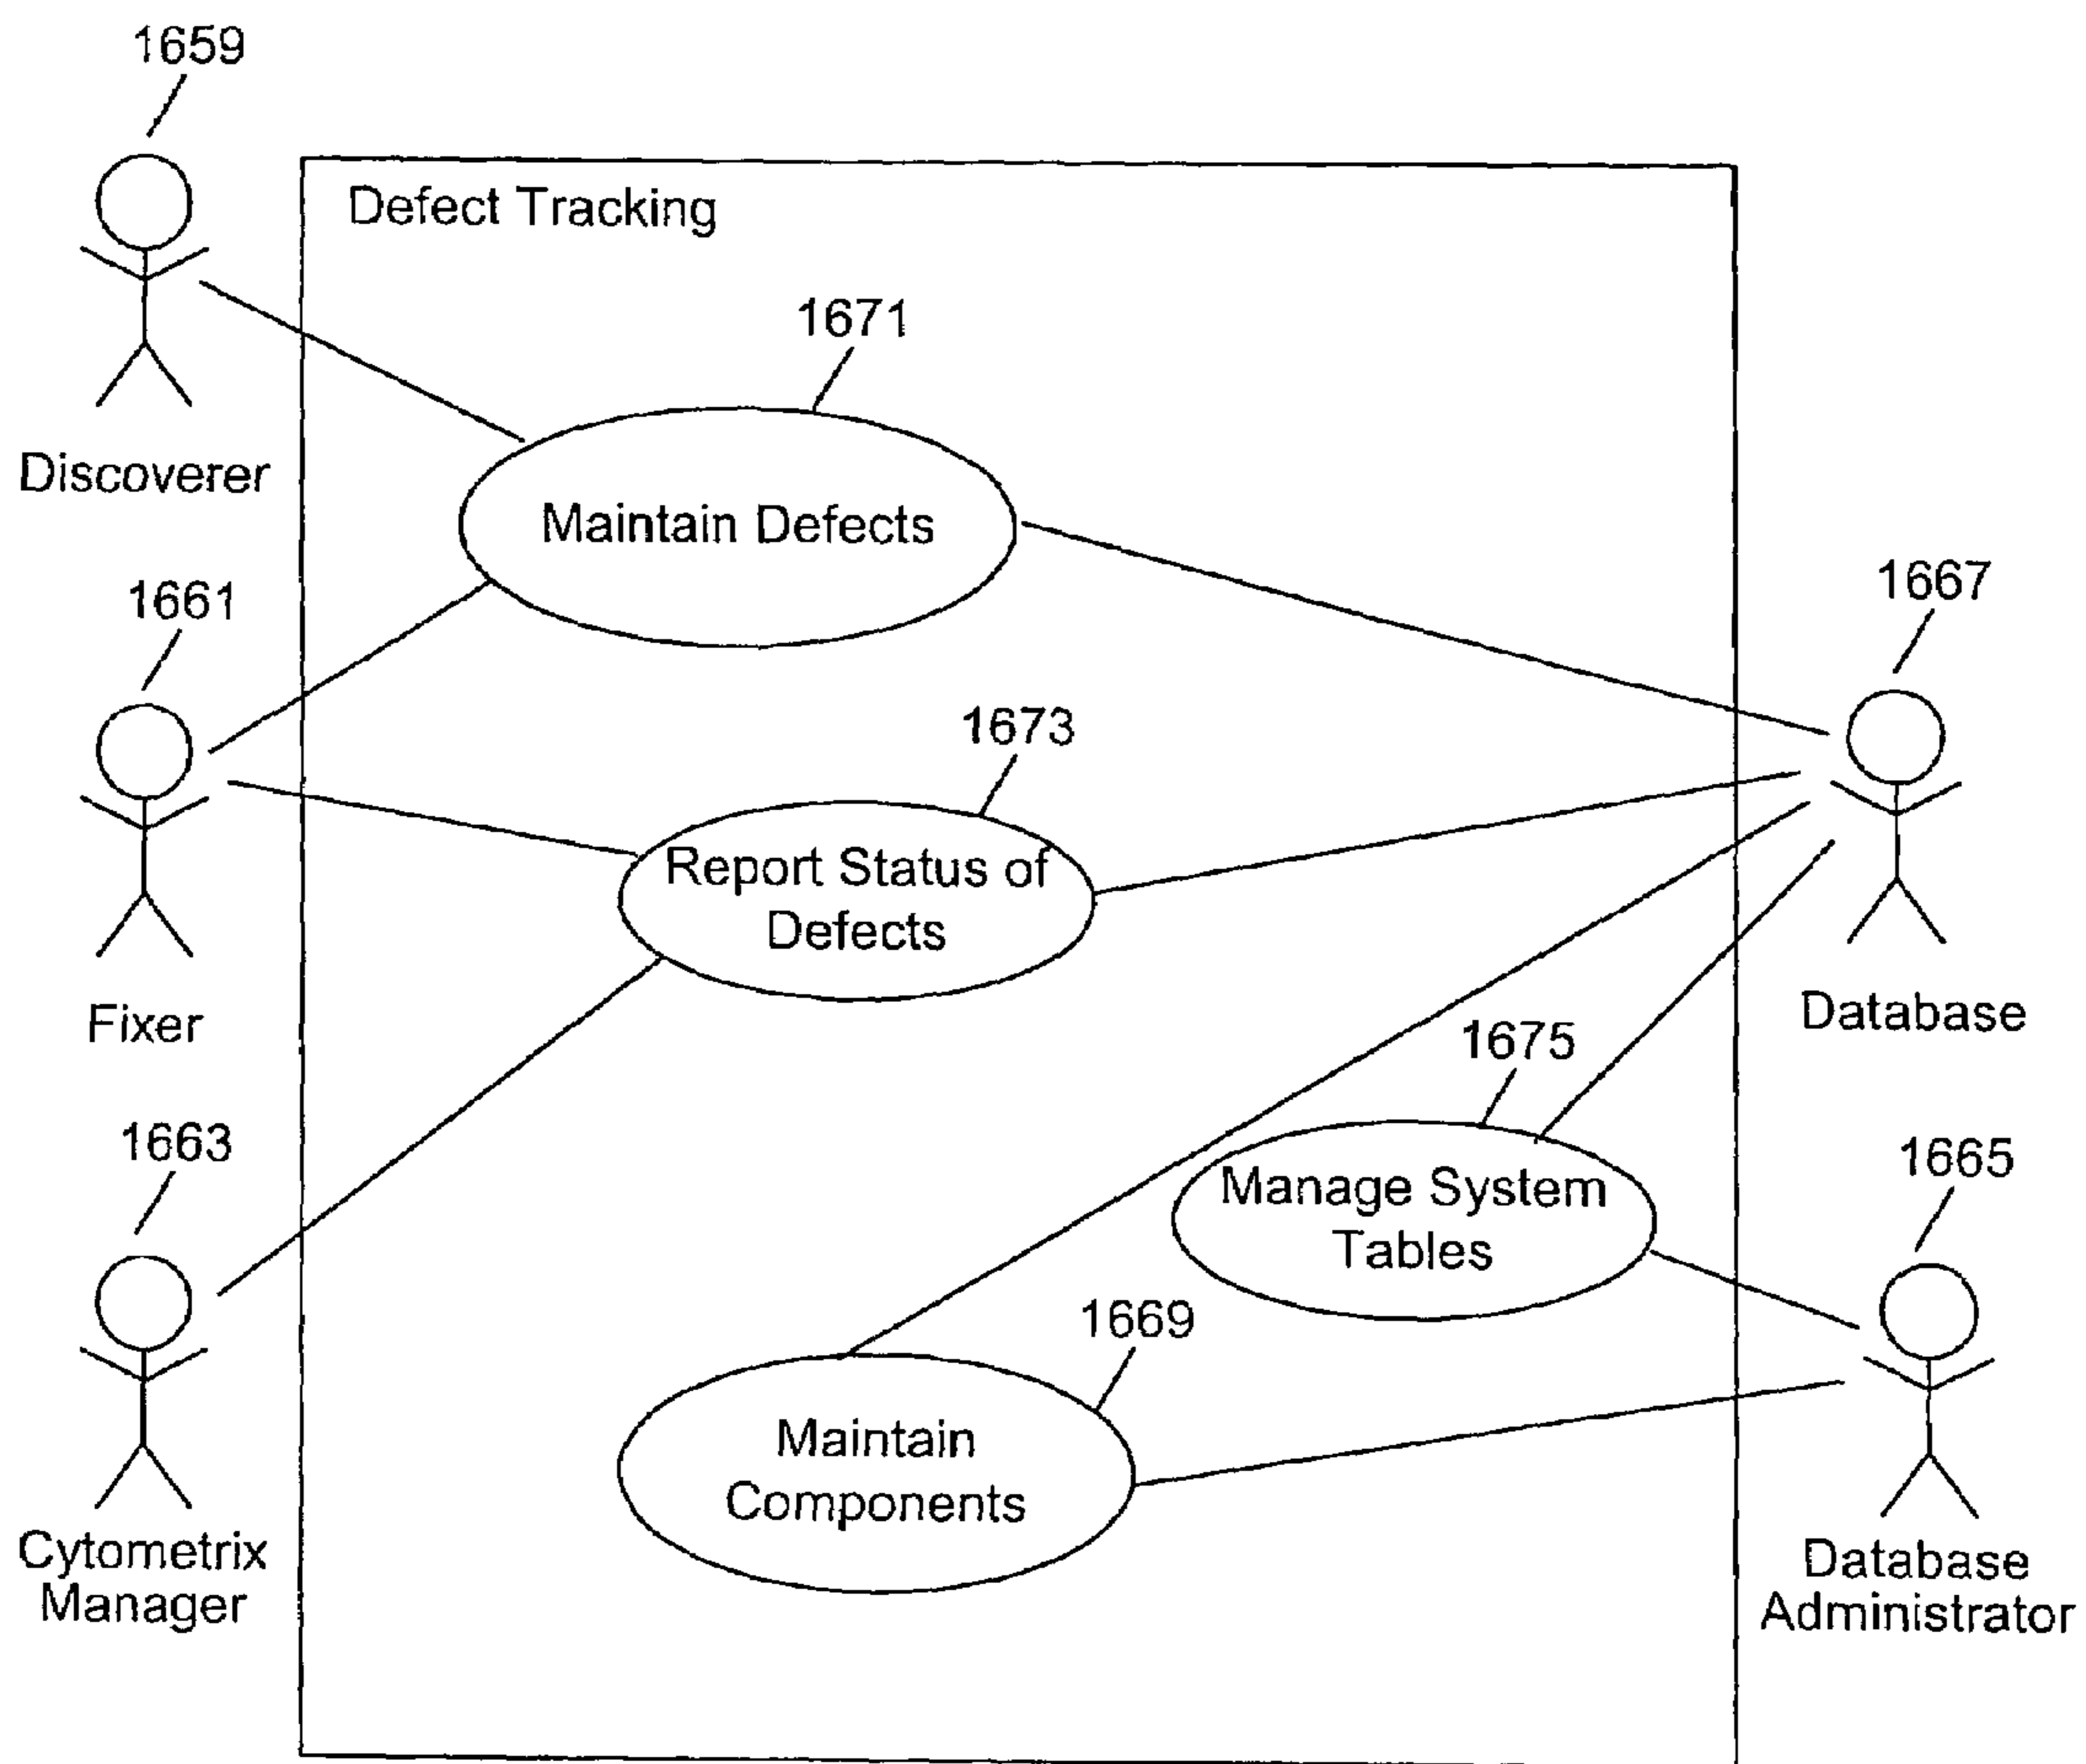 1659
Defect Tracking
1671
Discoverer
Maintain Defects
1661
1667
1673
Report Status of
Defects
Fixer
Database
1675
1663
1665
Manage System
Tables
1669
Maintain
Components
Cytometrix
Manager
Database
Administrator